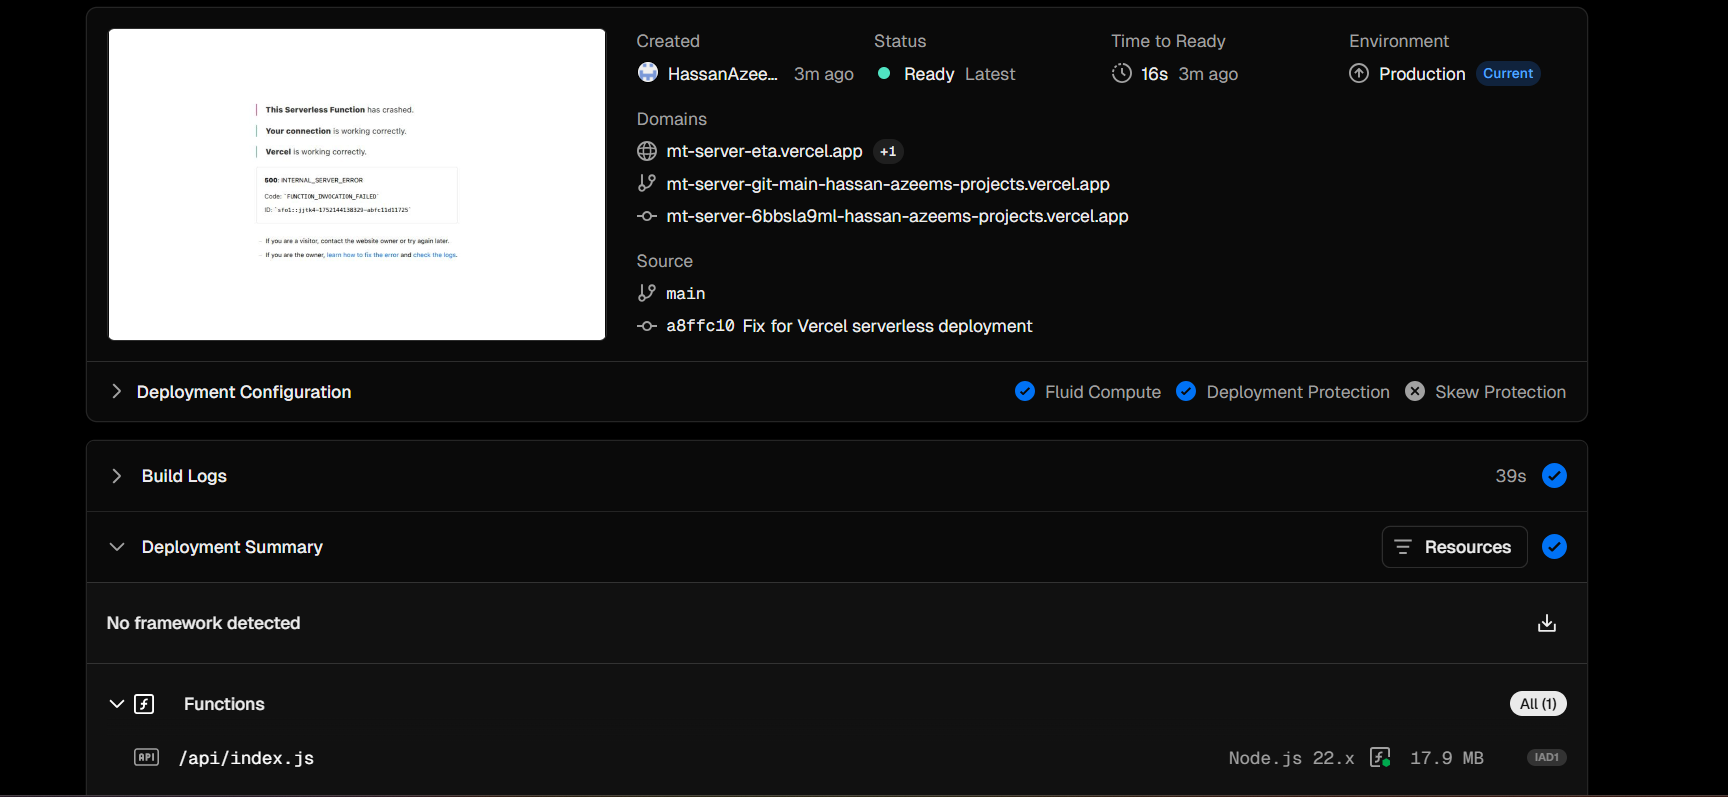 This Serverless Function has crashed.
Your connection is working correctly.
Vercel is working correctly.
500: INTERNAL_SERVER_ERROR
Code: `FUNCTION_INVOCATION_FAILED`
ID: `sfo1::jjtk4-1752144138329-abfc11d11725`
If you are a visitor, contact the website owner or try again later.
If you are the owner, learn how to fix the error and check the logs.
Created
HassanAzee... 3m ago
Status
Ready Latest
Time to Ready
16s 3m ago
Environment
Production Current
Domains
mt-server-eta.vercel.app +1
mt-server-git-main-hassan-azeems-projects.vercel.app
mt-server-6bbsla9ml-hassan-azeems-projects.vercel.app
Source
main
a8ffc10 Fix for Vercel serverless deployment
Deployment Configuration
Fluid Compute Deployment Protection Skew Protection
Build Logs 39s
Deployment Summary Resources
No framework detected
Functions All (1)
API /api/index.js Node.js 22.x 17.9 MB IAD1